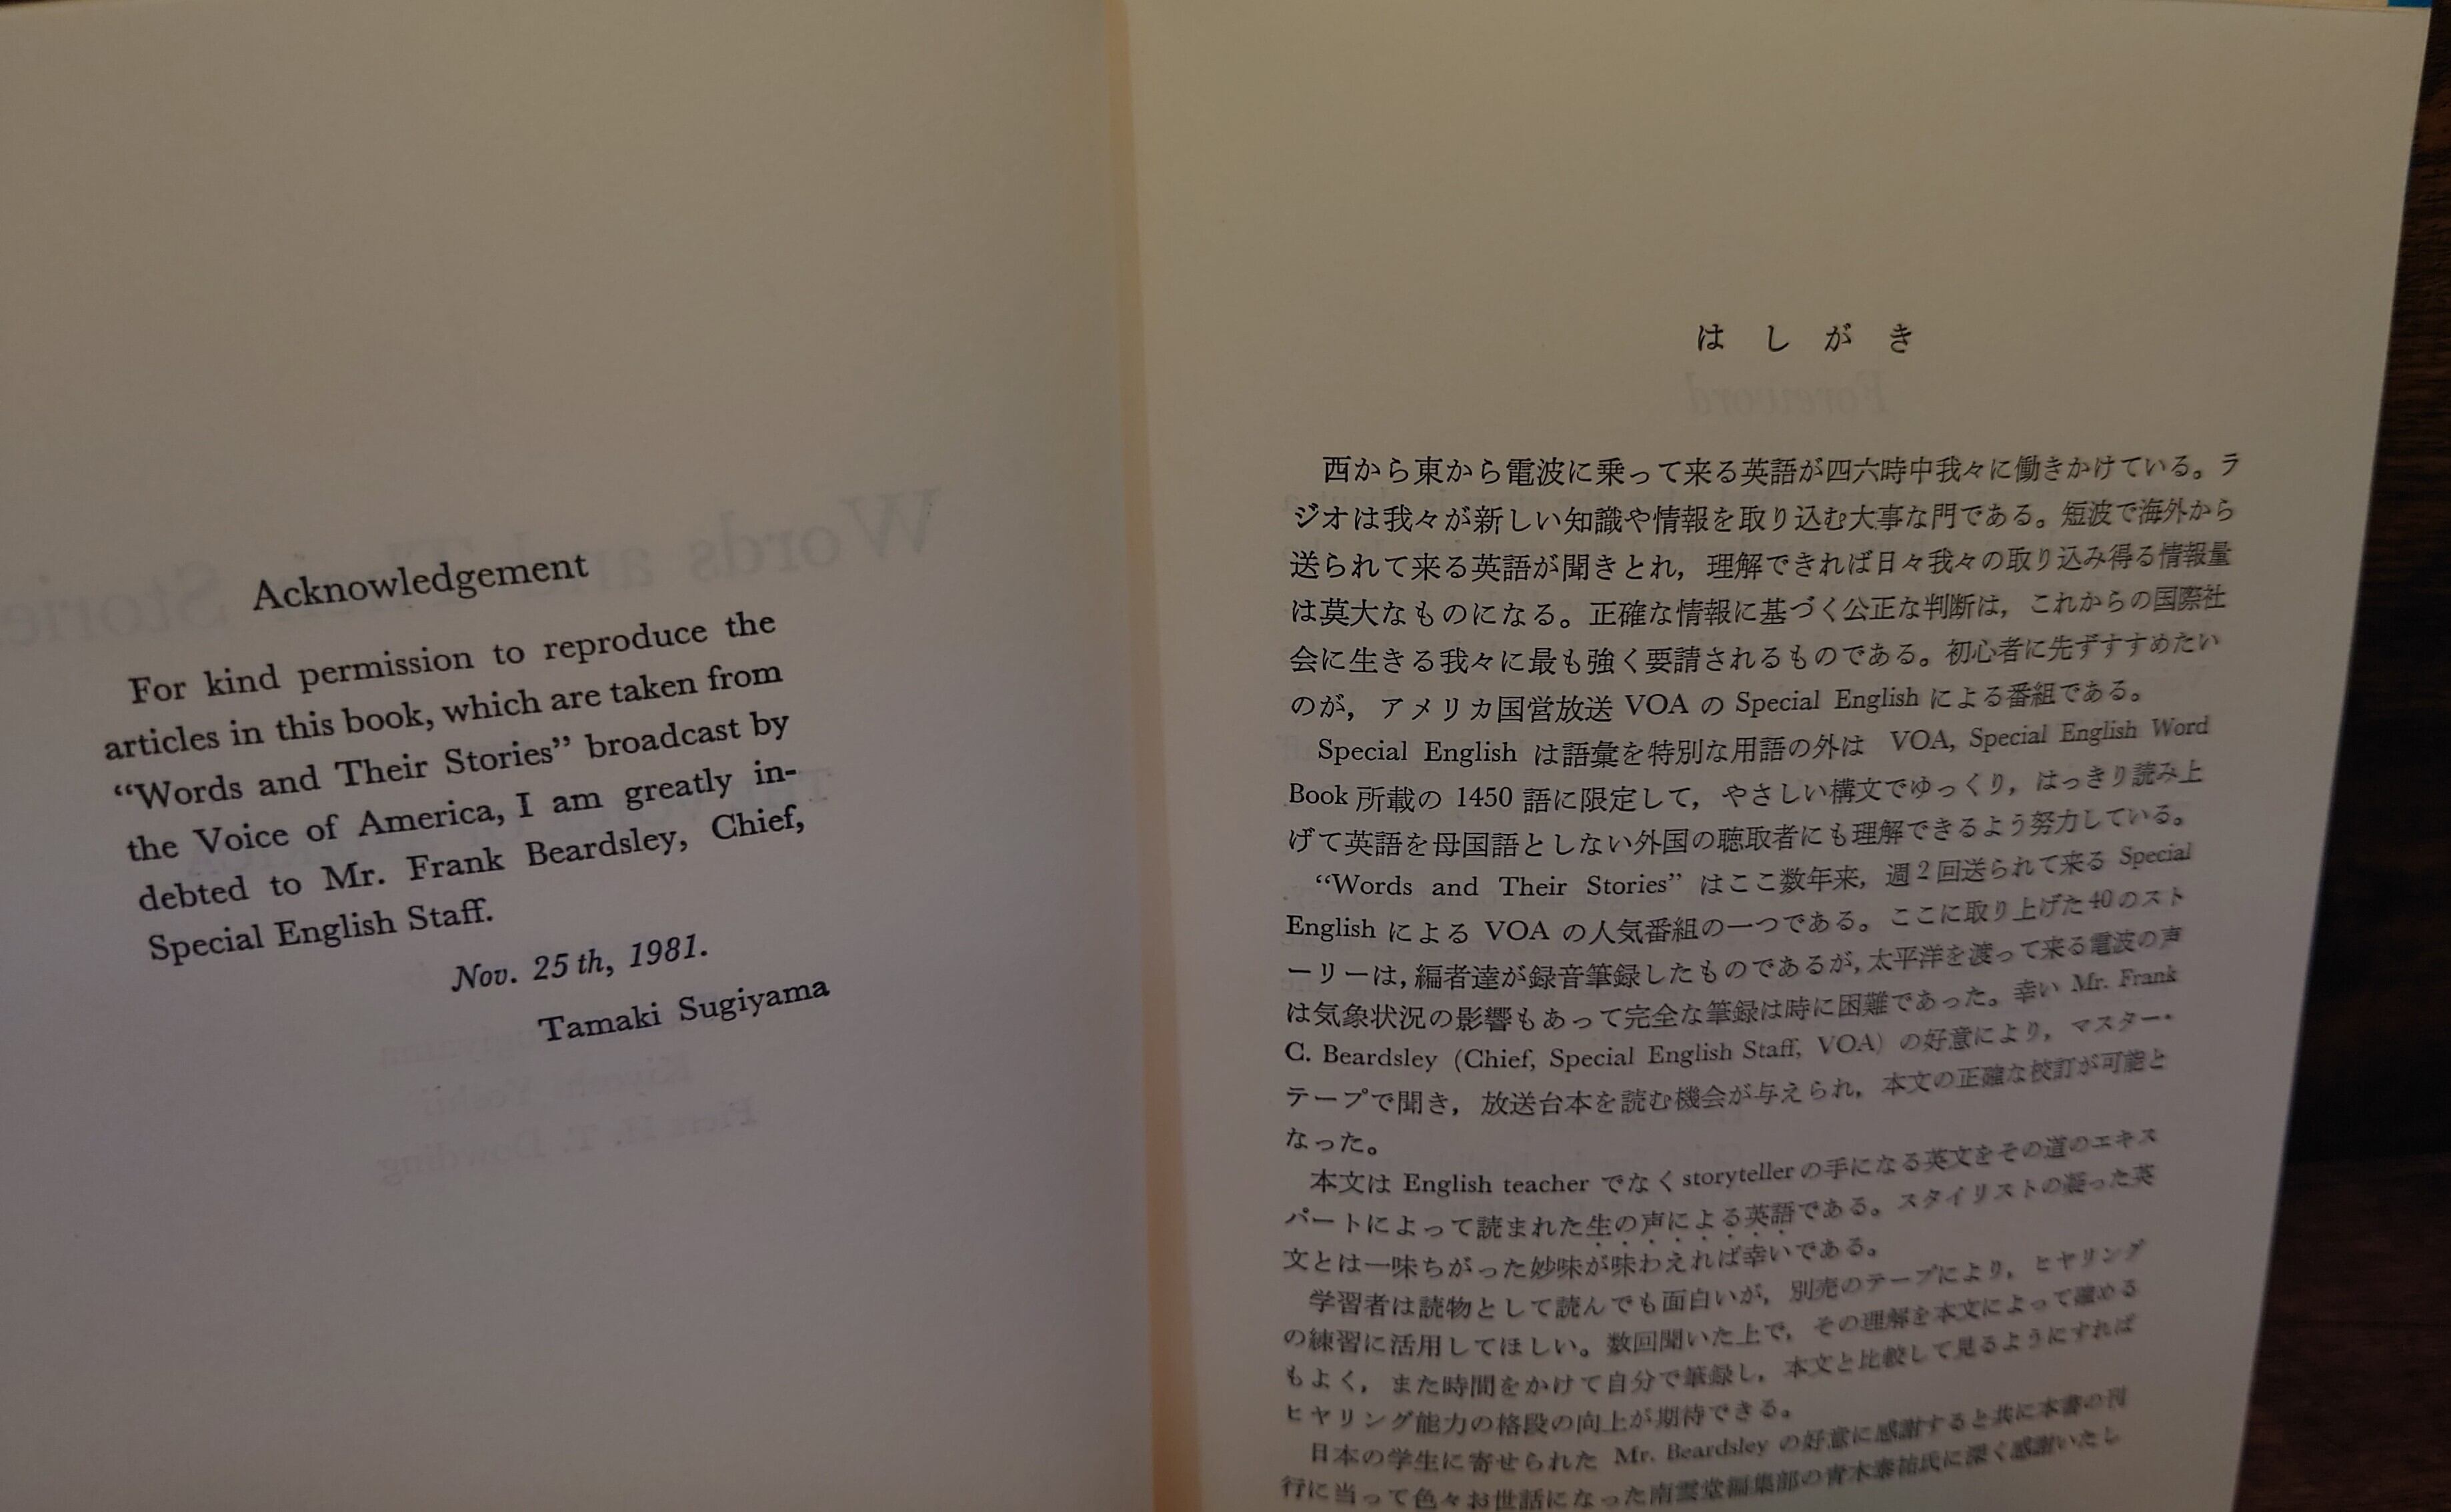 Acknowledgement
For kind permission to reproduce the
articles in this book, which are taken from
“Words and Their Stories” broadcast by
the Voice of America, I am greatly in-
debted to Mr. Frank Beardsley, Chief,
Special English Staff.
Nov. 25th, 1981.
Tamaki Sugiyama
はしがき
西から東から電波に乗って来る英語が四六時中我々に働きかけている。ラ
ジオは我々が新しい知識や情報を取り込む大事な門である。短波で海外から
送られて来る英語が聞きとれ，理解できれば日々我々の取り込み得る情報量
は莫大なものになる。正確な情報に基づく公正な判断は，これからの国際社
会に生きる我々に最も強く要請されるものである。初心者に先ずすすめたい
のが，アメリカ国営放送 VOA の Special English による番組である。
Special English は語彙を特別な用語の外は VOA, Special English Word
Book 所載の 1450 語に限定して，やさしい構文でゆっくり，はっきり読み上
げて英語を母国語としない外国の聴取者にも理解できるよう努力している。
“Words and Their Stories” はここ数年来，週2回送られて来る Special
English による VOA の人気番組の一つである。ここに取り上げた40のスト
ーリーは，編者達が録音筆録したものであるが，太平洋を渡って来る電波の声
は気象状況の影響もあって完全な筆録は時に困難であった。幸い Mr. Frank
C. Beardsley (Chief, Special English Staff, VOA) の好意により，マスター・
テープで聞き，放送台本を読む機会が与えられ，本文の正確な校訂が可能と
なった。
本文は English teacher でなく storyteller の手になる英文をその道のエキス
パートによって読まれた生の声による英語である。スタイリストの凝った英
文とは一味ちがった妙味が味わえれば幸いである。
学習者は読物として読んでも面白いが，別売のテープにより，ヒヤリング
の練習に活用してほしい。数回聞いた上で，その理解を本文によって確める
もよく，また時間をかけて自分で筆録し，本文と比較して見るようにすれば
ヒヤリング能力の格段の向上が期待できる。
日本の学生に寄せられた Mr. Beardsley の好意に感謝すると共に本書の刊
行に当って色々お世話になった南雲堂編集部の青木泰祐氏に深く感謝いたし